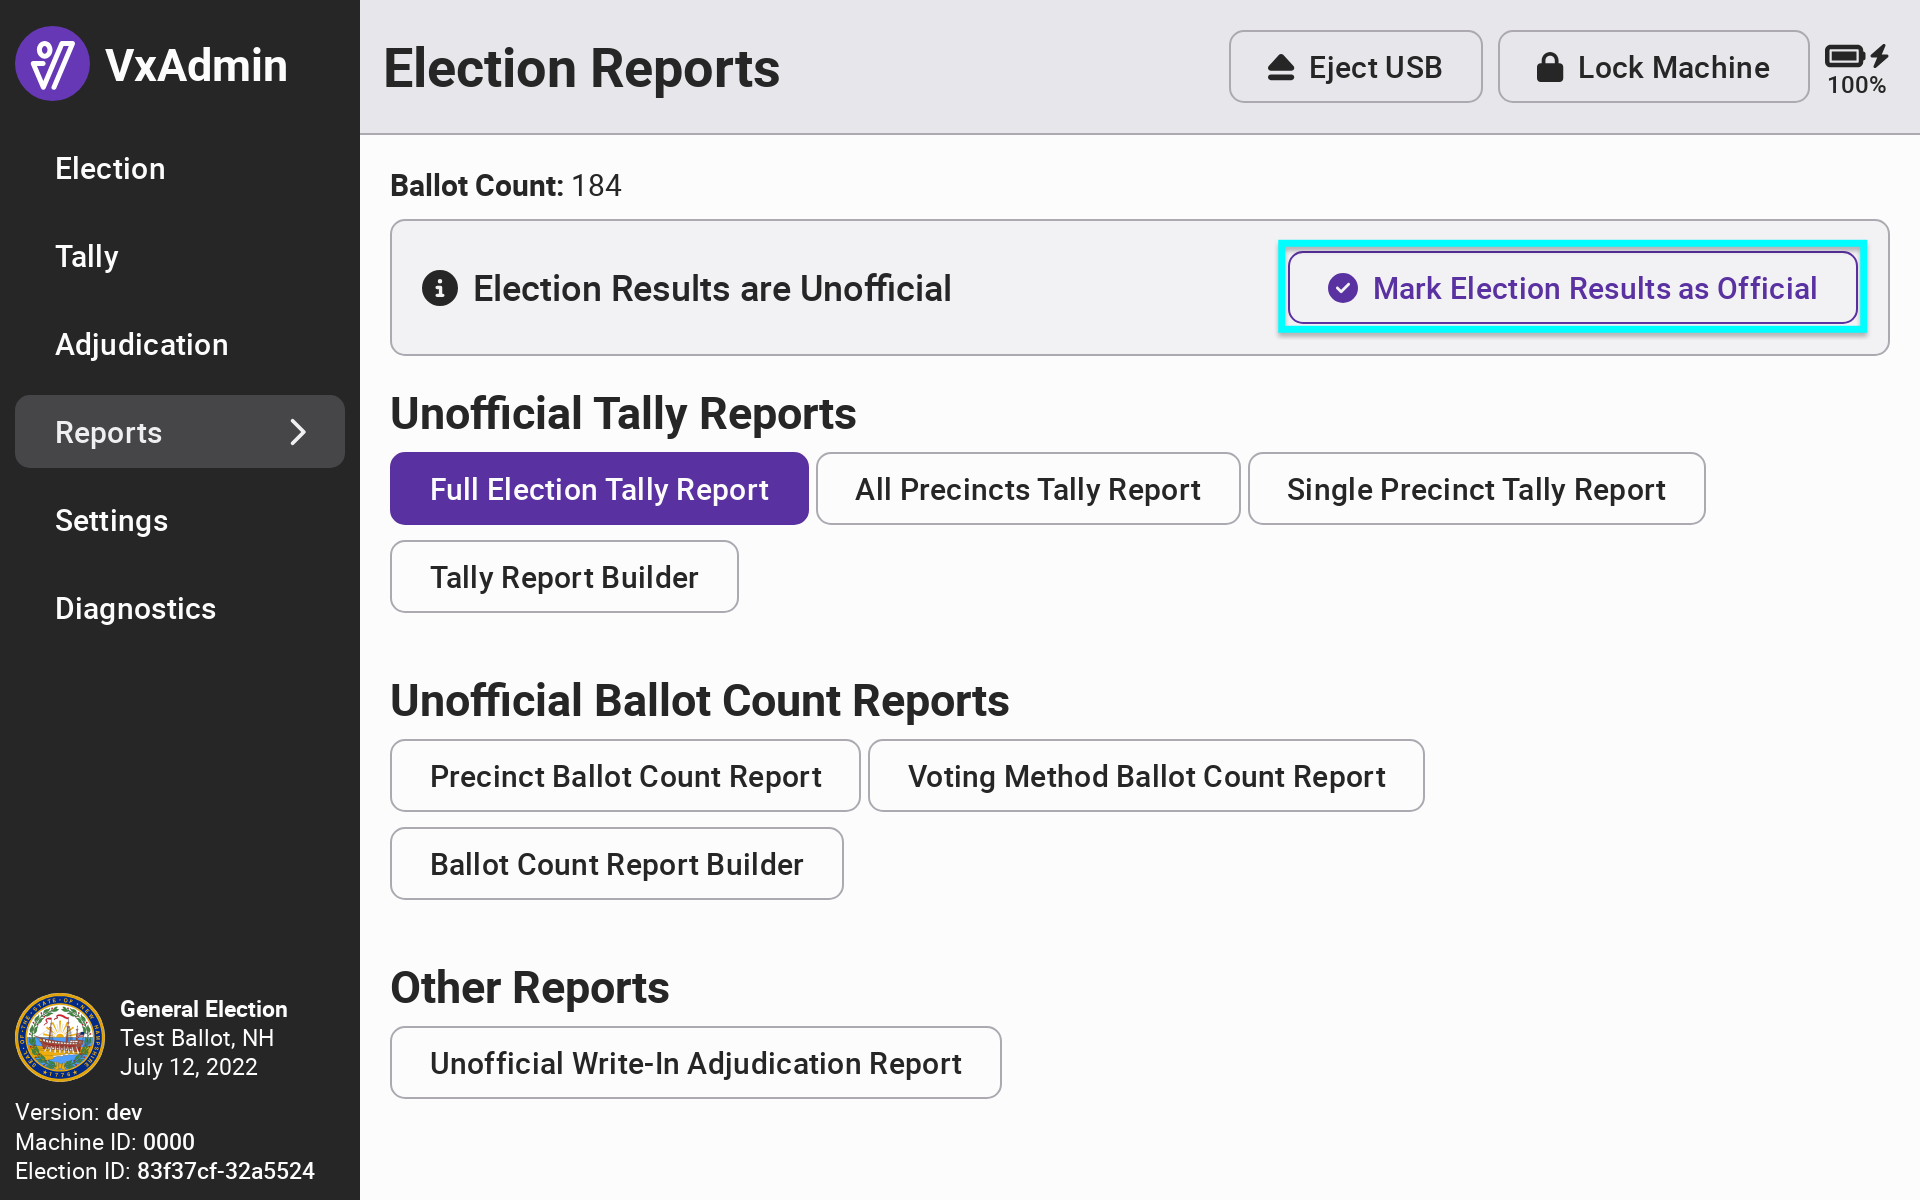 VxAdmin
Election
Tally
Adjudication
Reports
Settings
Diagnostics
General Election
Test Ballot, NH
July 12, 2022
Version: dev
Machine ID: 0000
Election ID: 83f37cf-32a5524
Election Reports
Eject USB
Lock Machine
100%
Ballot Count: 184
Election Results are Unofficial
Mark Election Results as Official
Unofficial Tally Reports
Full Election Tally Report
All Precincts Tally Report
Single Precinct Tally Report
Tally Report Builder
Unofficial Ballot Count Reports
Precinct Ballot Count Report
Voting Method Ballot Count Report
Ballot Count Report Builder
Other Reports
Unofficial Write-In Adjudication Report